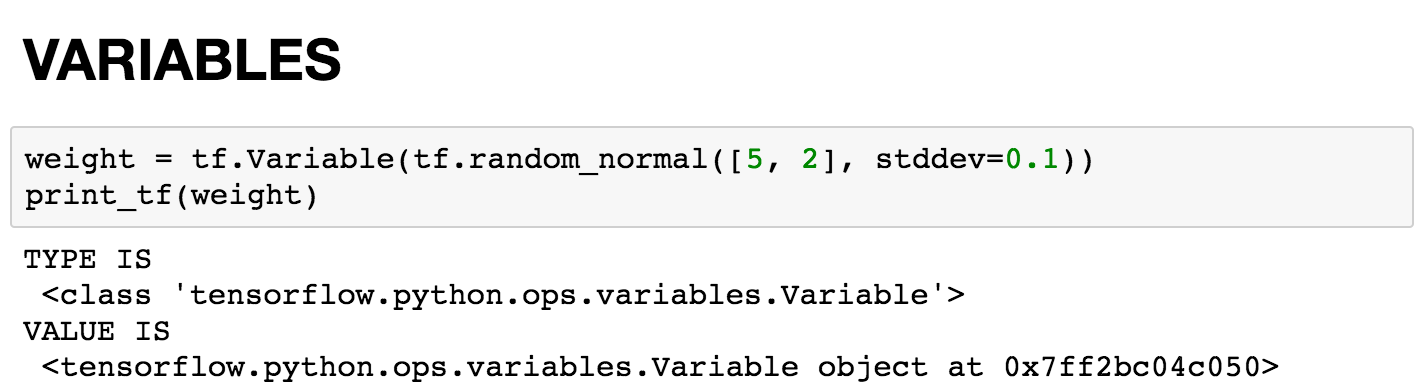 VARIABLES
weight = tf.Variable(tf.random_normal([5, 2], stddev=0.1))
print_tf(weight)
TYPE IS
 <class 'tensorflow.python.ops.variables.Variable'>
VALUE IS
 <tensorflow.python.ops.variables.Variable object at 0x7ff2bc04c050>